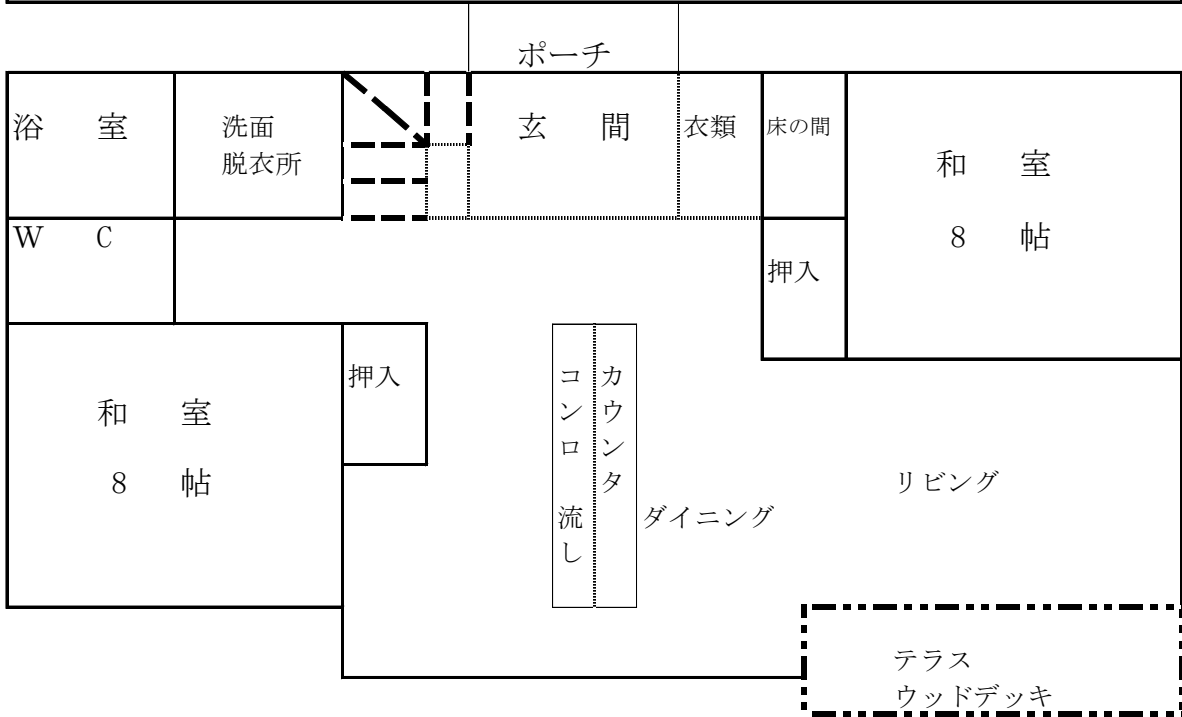 ポーチ
浴　室
洗面
脱衣所
玄　間
衣類
床の間
和　室
8　帖
W　C
押入
押入
和　室
8　帖
コンロ　流し
カウンタ
ダイニング
リビング
テラス
ウッドデッキ